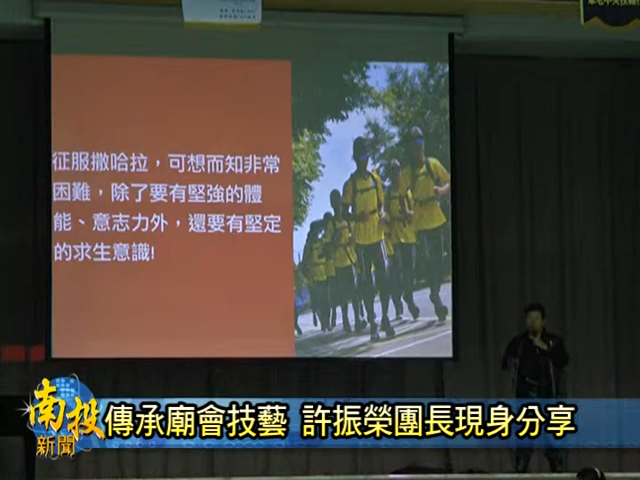 征服撒哈拉，可想而知非常
困難，除了要有堅強的體
能、意志力外，還要有堅定
的求生意識!
南投
新聞
傳承廟會技藝 許振榮團長現身分享